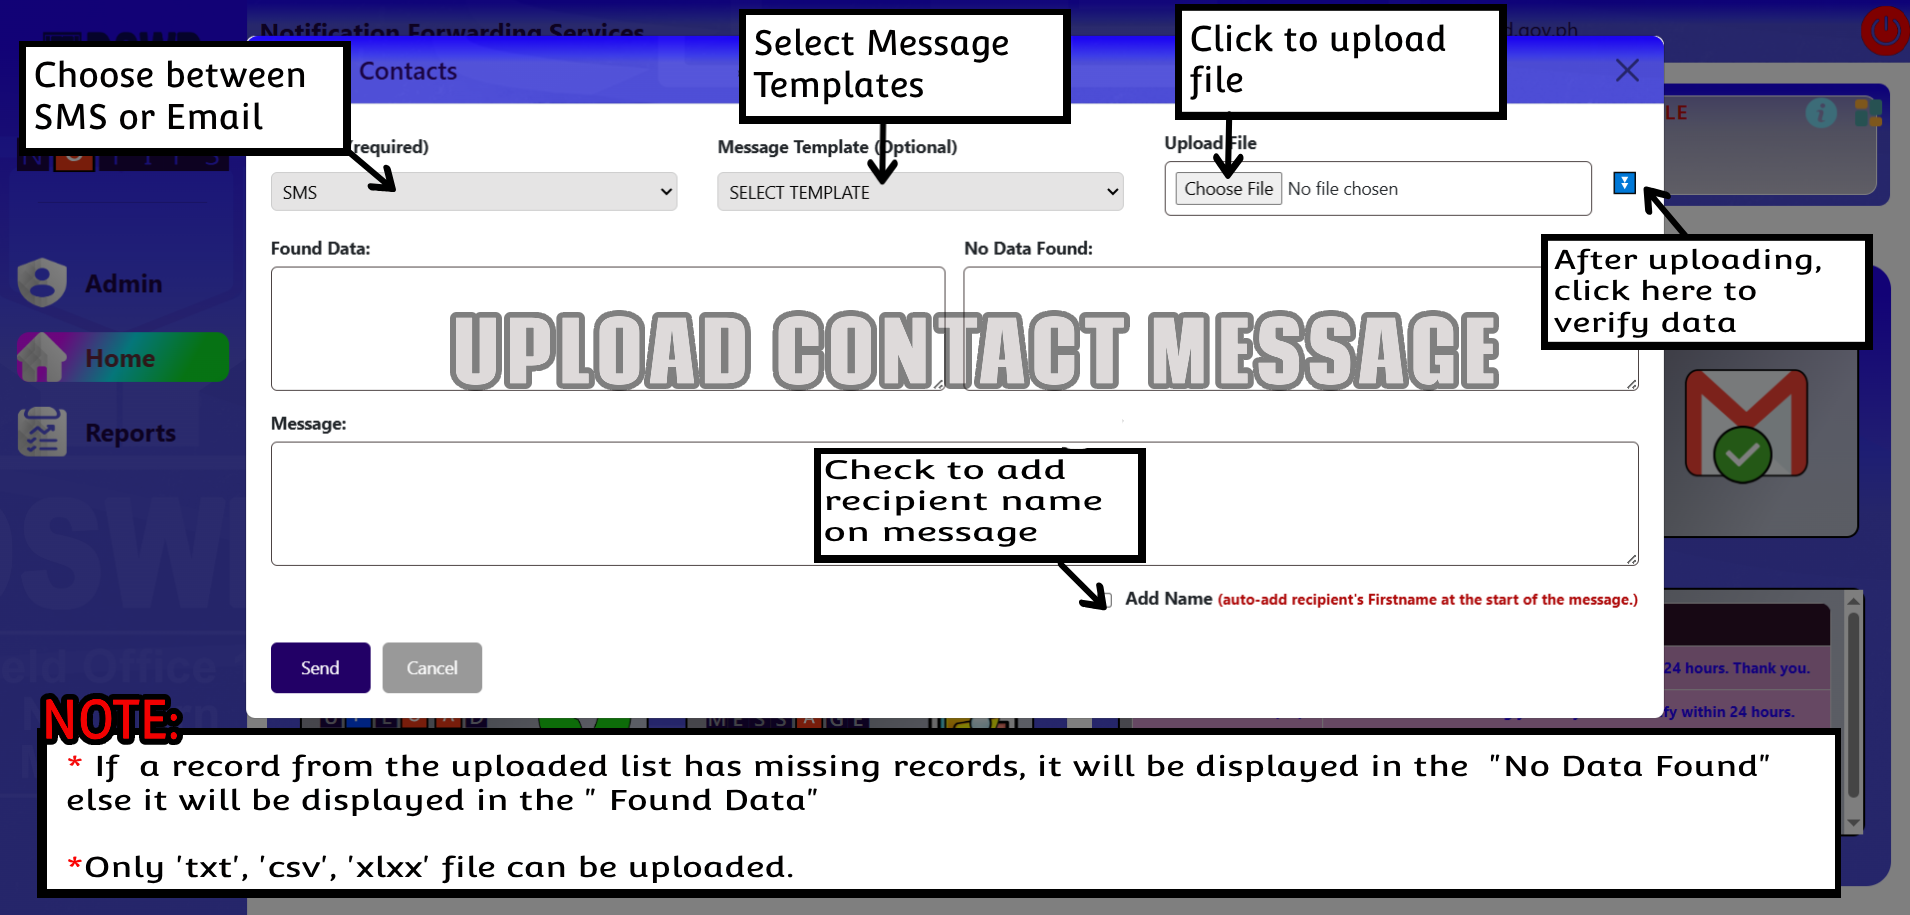 Notification Forwarding Services
d.gov.ph
Choose between
SMS or Email
Select Message
Templates
Click to upload
file
Contacts
(required)
Message Template (Optional)
Upload File
SMS
SELECT TEMPLATE
Choose File No file chosen
After uploading,
click here to
verify data
Found Data:
No Data Found:
UPLOAD CONTACT MESSAGE
Admin
Home
Reports
Message:
Check to add
recipient name
on message
Add Name (auto-add recipient's Firstname at the start of the message.)
Send
Cancel
24 hours. Thank you.
fy within 24 hours.
NOTE:
* If a record from the uploaded list has missing records, it will be displayed in the "No Data Found"
else it will be displayed in the " Found Data"
*Only 'txt', 'csv', 'xlxx' file can be uploaded.